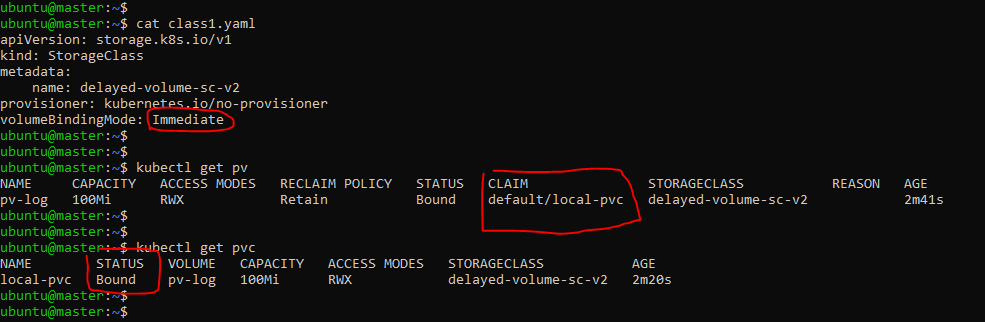 ubuntu@master:~$
ubuntu@master:~$ cat class1.yaml
apiVersion: storage.k8s.io/v1
kind: StorageClass
metadata:
    name: delayed-volume-sc-v2
provisioner: kubernetes.io/no-provisioner
volumeBindingMode: Immediate
ubuntu@master:~$
ubuntu@master:~$
ubuntu@master:~$ kubectl get pv
NAME     CAPACITY   ACCESS MODES   RECLAIM POLICY   STATUS   CLAIM               STORAGECLASS           REASON   AGE
pv-log   100Mi      RWX            Retain           Bound    default/local-pvc   delayed-volume-sc-v2            2m41s
ubuntu@master:~$
ubuntu@master:~$
ubuntu@master:~$ kubectl get pvc
NAME        STATUS   VOLUME   CAPACITY   ACCESS MODES   STORAGECLASS           AGE
local-pvc   Bound    pv-log   100Mi      RWX            delayed-volume-sc-v2   2m20s
ubuntu@master:~$
ubuntu@master:~$